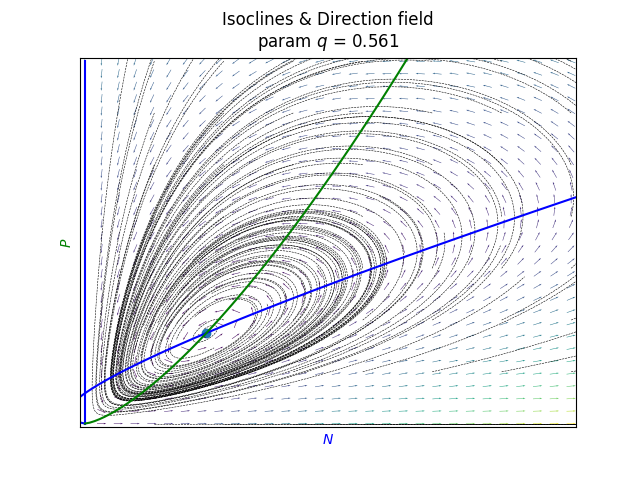 Isoclines & Direction field
param q = 0.561
P
N